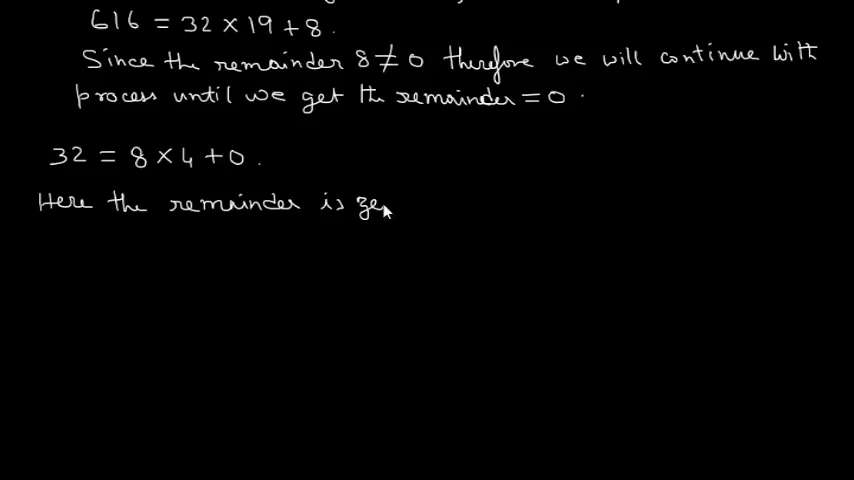 616 = 32 × 19 + 8.
Since the remainder 8 ≠ 0 therefore we will continue with
process until we get the remainder = 0.
32 = 8 × 4 + 0.
Here the remainder is ze